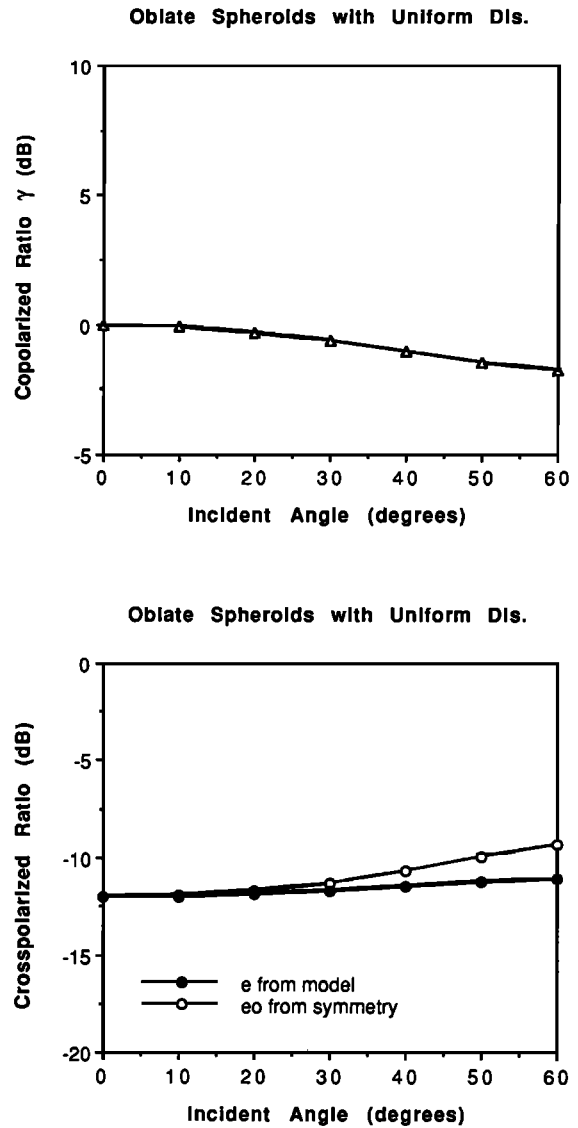 Oblate Spheroids with Uniform Dis.
10
5
0
-5
Copolarized Ratio γ (dB)
0 10 20 30 40 50 60
Incident Angle (degrees)
Oblate Spheroids with Uniform Dis.
0
-5
-10
-15
-20
Crosspolarized Ratio (dB)
e from model
eo from symmetry
0 10 20 30 40 50 60
Incident Angle (degrees)